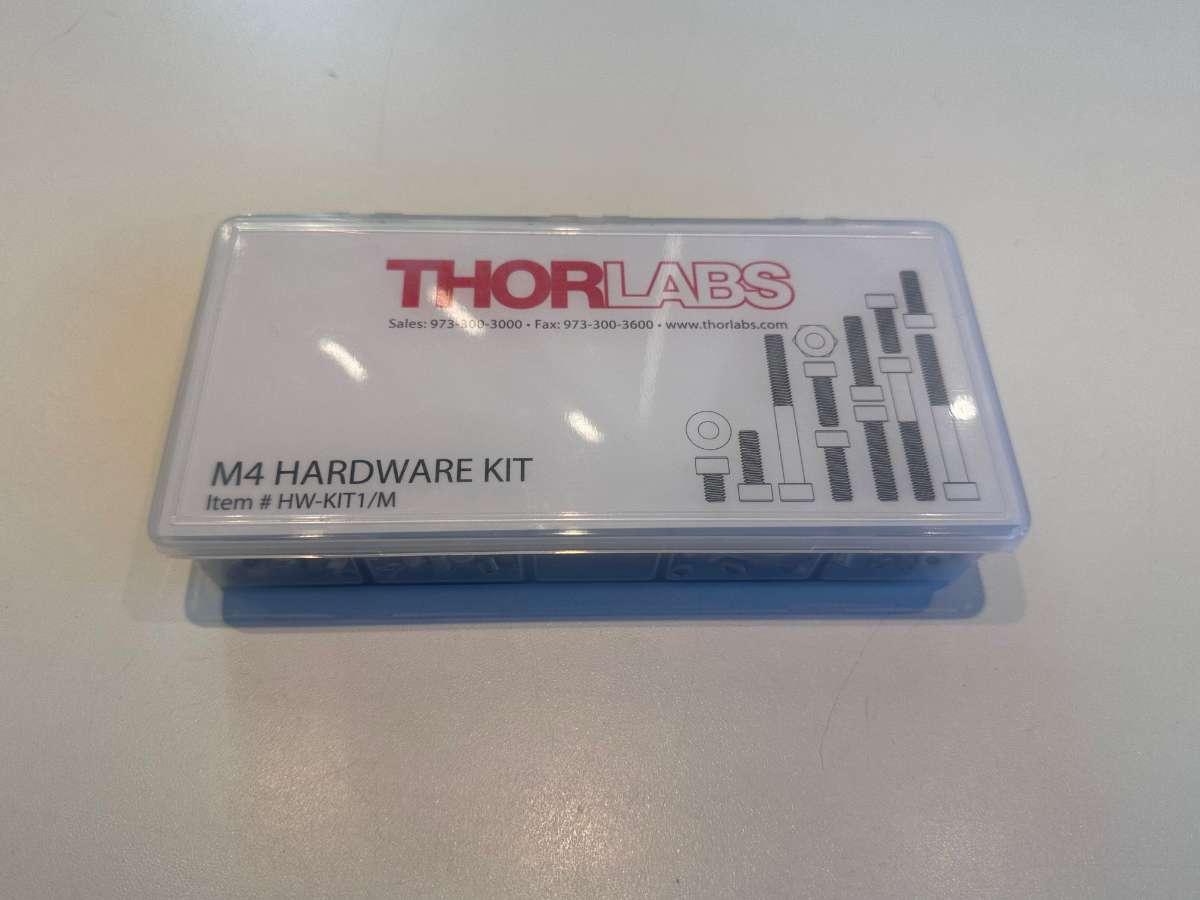 THORLABS
Sales: 973-300-3000 • Fax: 973-300-3600 • www.thorlabs.com
M4 HARDWARE KIT
Item # HW-KIT1/M